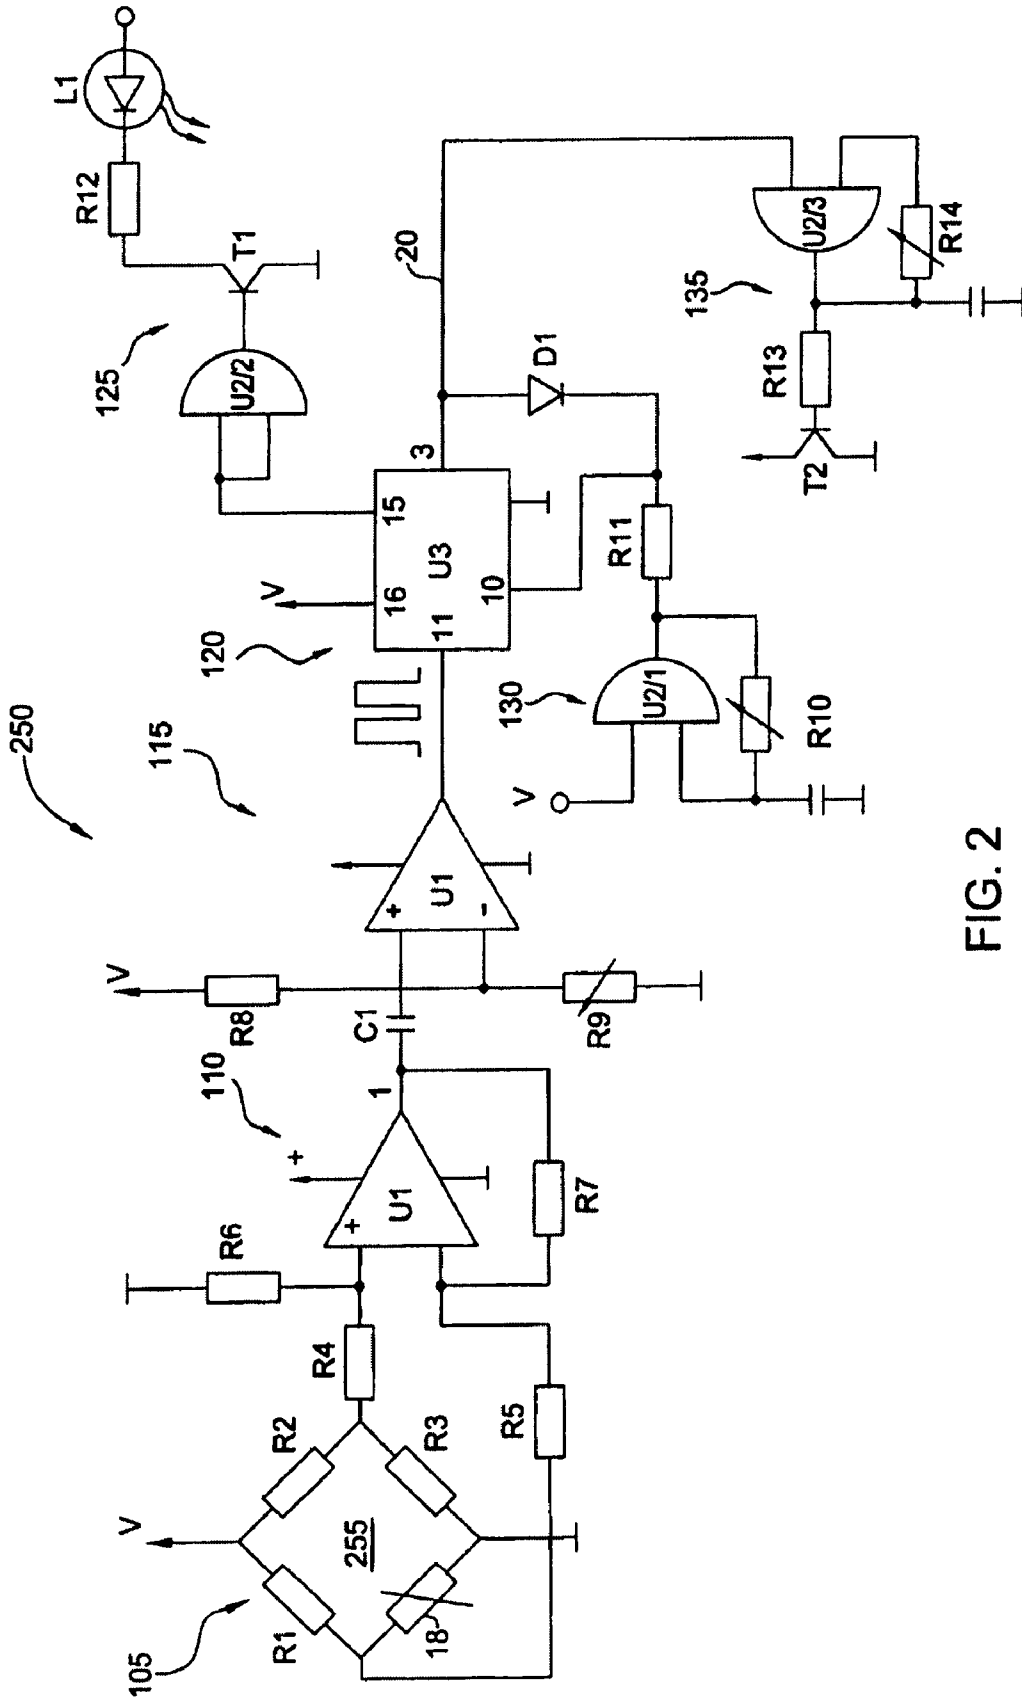 FIG. 2
250
105
V
R1
R2
255
18
R3
R4
R5
R6
+
110
+
U1
1
R7
C1
V
R8
R9
115
+
-
U1
120
V
16
15
11
U3
3
10
125
U2/2
T1
R12
L1
20
D1
130
V
U2/1
R10
R11
135
U2/3
R13
R14
T2